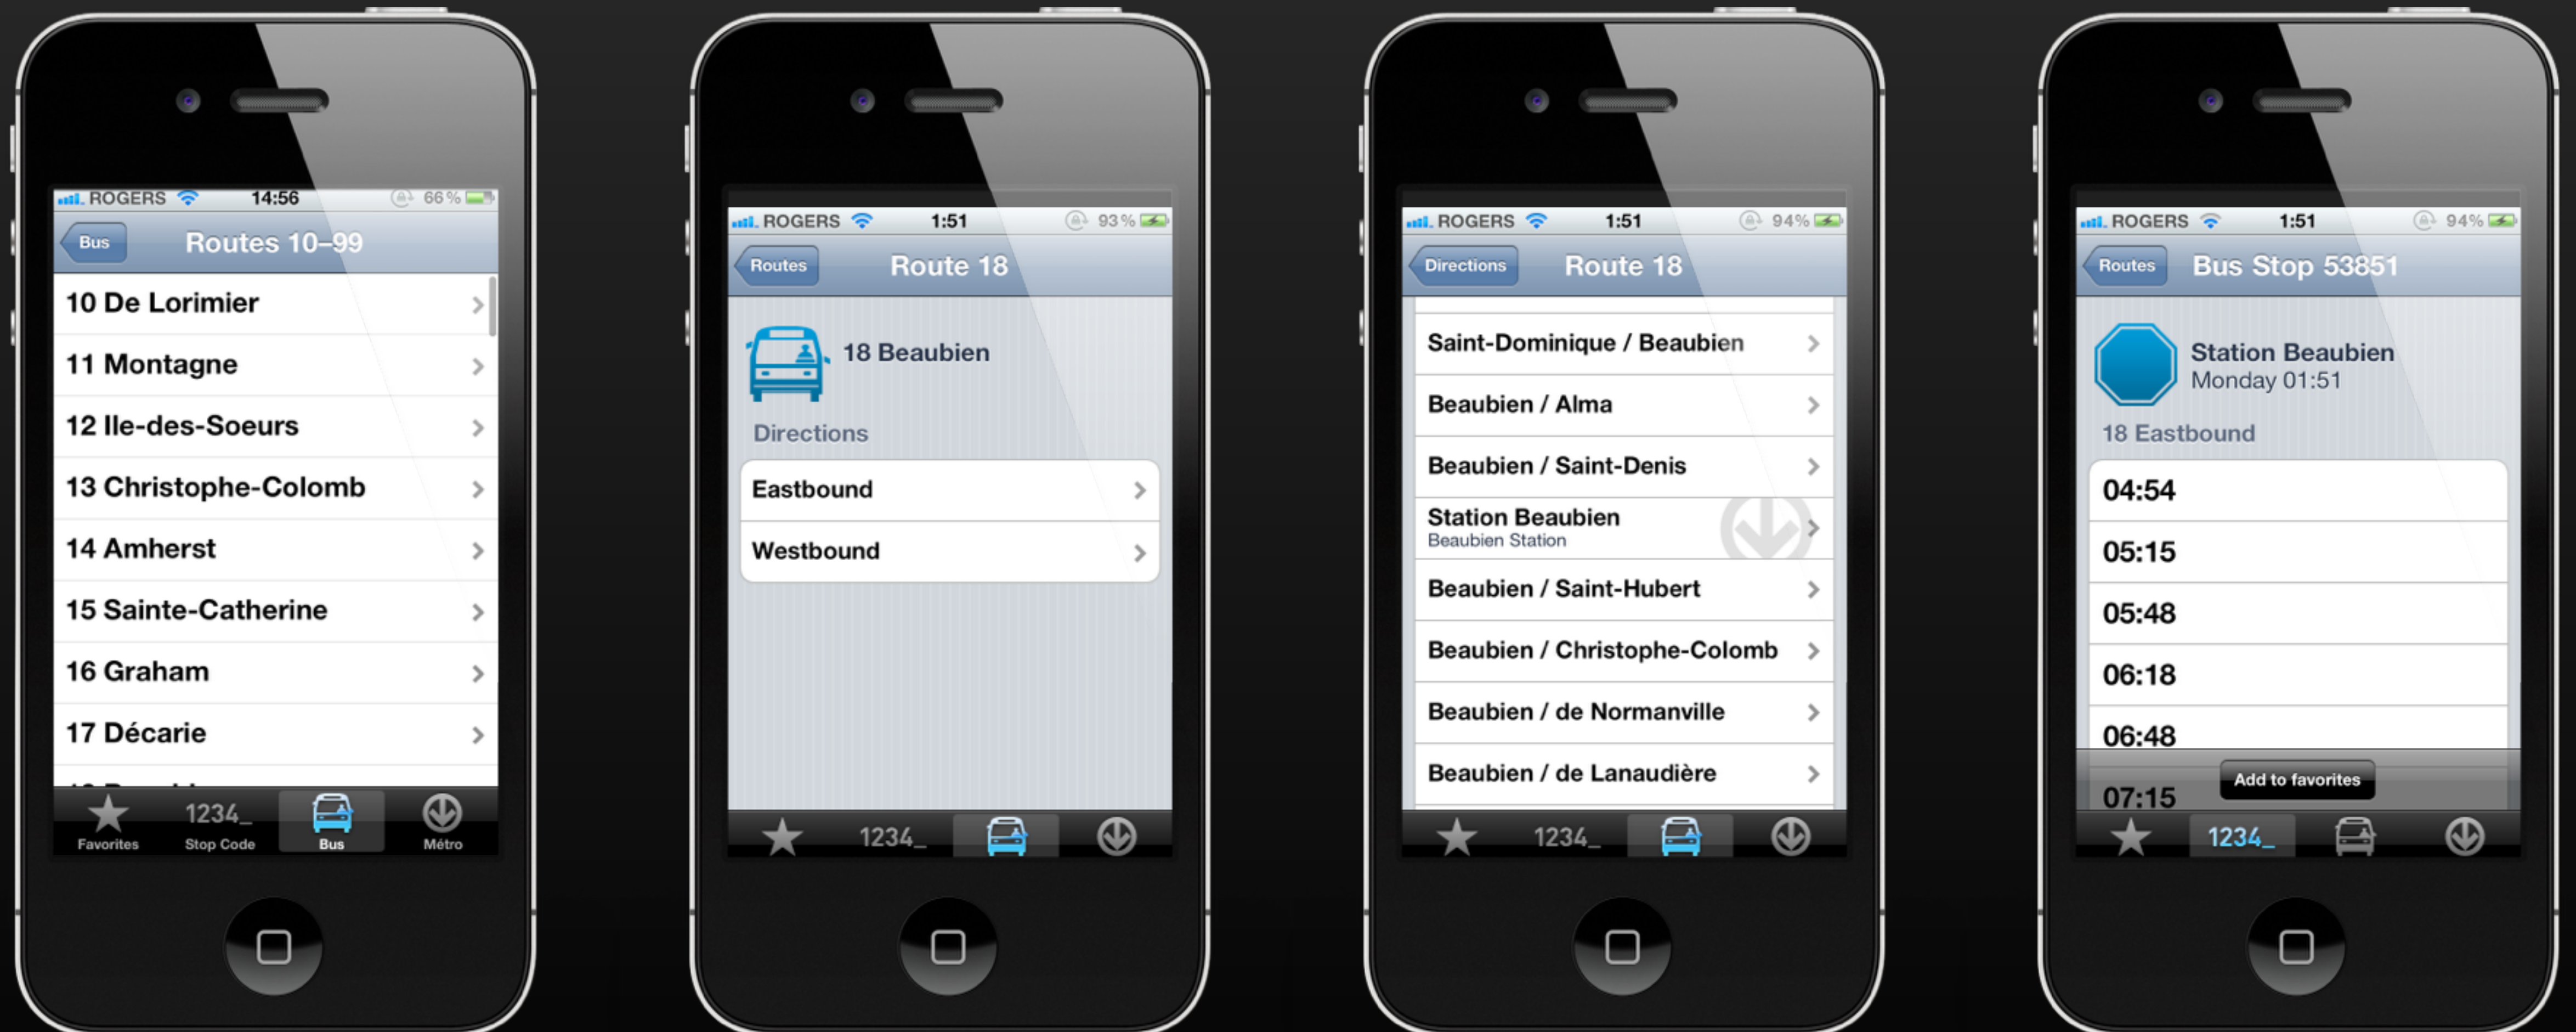 ROGERS 14:56 66%
Bus Routes 10–99
10 De Lorimier
11 Montagne
12 Ile-des-Soeurs
13 Christophe-Colomb
14 Amherst
15 Sainte-Catherine
16 Graham
17 Décarie
1234_
Favorites Stop Code Bus Métro
ROGERS 1:51 93%
Routes Route 18
18 Beaubien
Directions
Eastbound
Westbound
1234_
ROGERS 1:51 94%
Directions Route 18
Saint-Dominique / Beaubien
Beaubien / Alma
Beaubien / Saint-Denis
Station Beaubien
Beaubien Station
Beaubien / Saint-Hubert
Beaubien / Christophe-Colomb
Beaubien / de Normanville
Beaubien / de Lanaudière
1234_
ROGERS 1:51 94%
Routes Bus Stop 53851
Station Beaubien
Monday 01:51
18 Eastbound
04:54
05:15
05:48
06:18
06:48
Add to favorites
07:15
1234_